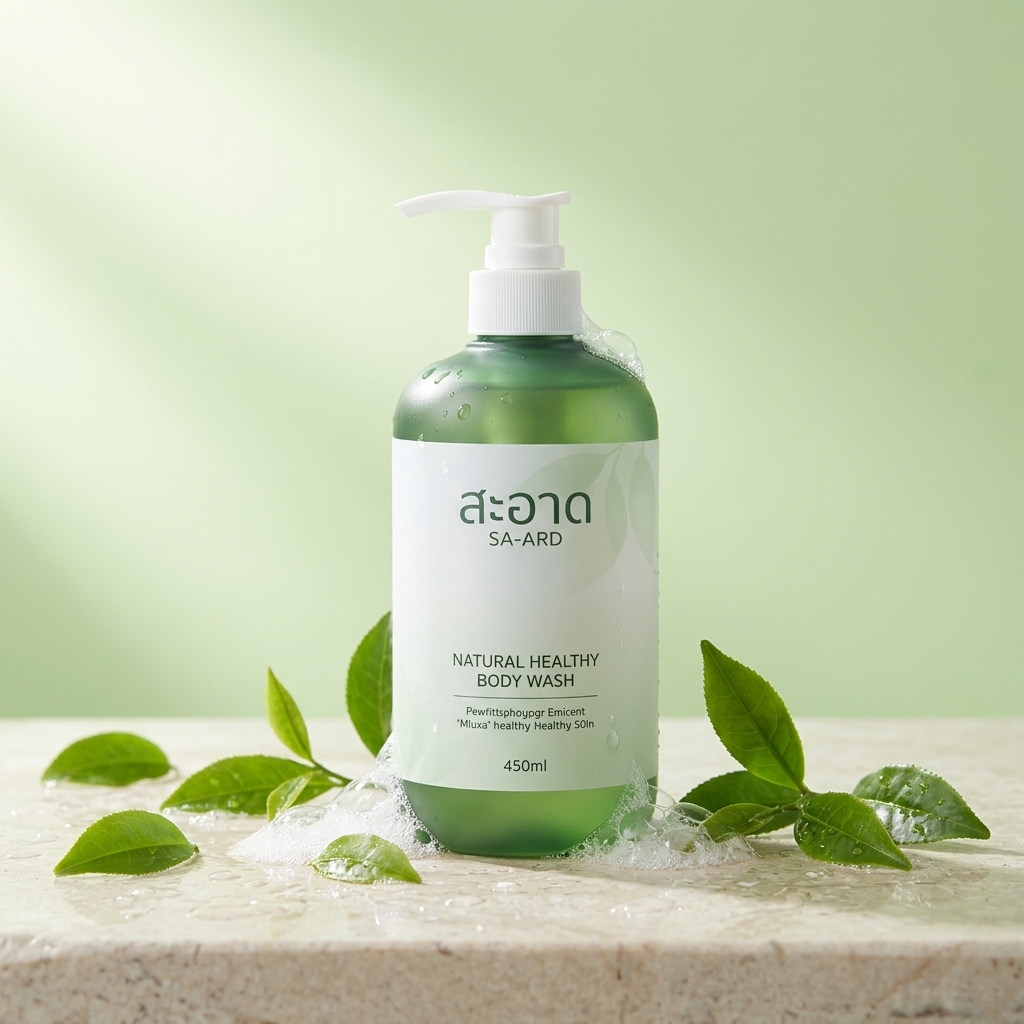 สะอาด
SA-ARD
NATURAL HEALTHY
BODY WASH
Pewfittsphoypgr Emicent
"Mluxa" healthy Healthy S0ln
450ml